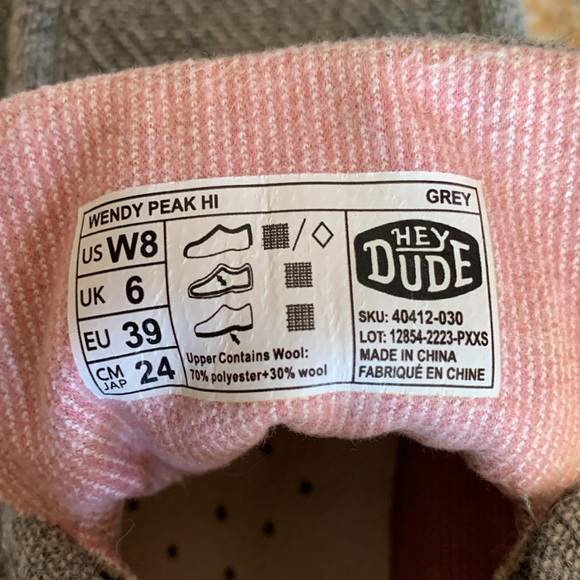 WENDY PEAK HI
GREY
US W8
UK 6
EU 39
CM JAP 24
Upper Contains Wool:
70% polyester+30% wool
HEY
DUDE
SKU: 40412-030
LOT: 12854-2223-PXXS
MADE IN CHINA
FABRIQUÉ EN CHINE